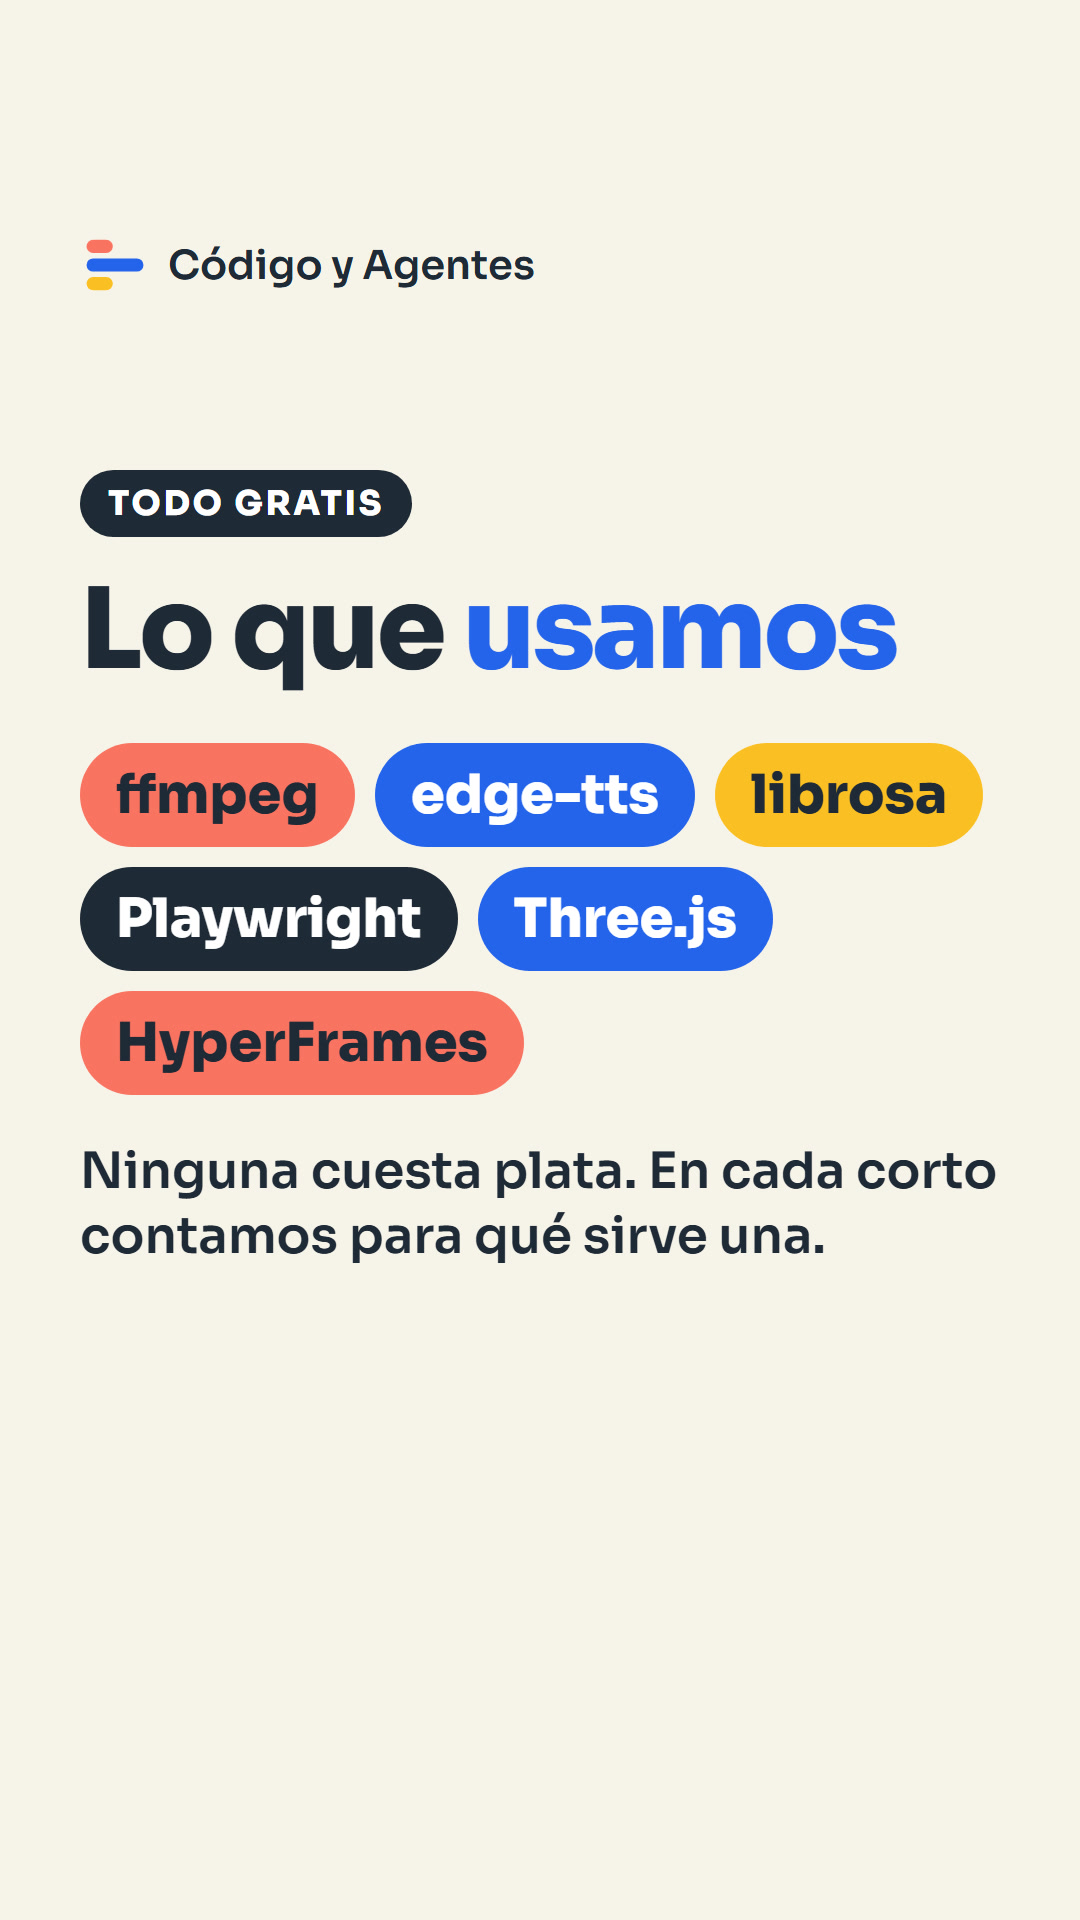 Código y Agentes
TODO GRATIS
Lo que usamos
ffmpeg edge-tts librosa
Playwright Three.js
HyperFrames
Ninguna cuesta plata. En cada corto
contamos para qué sirve una.